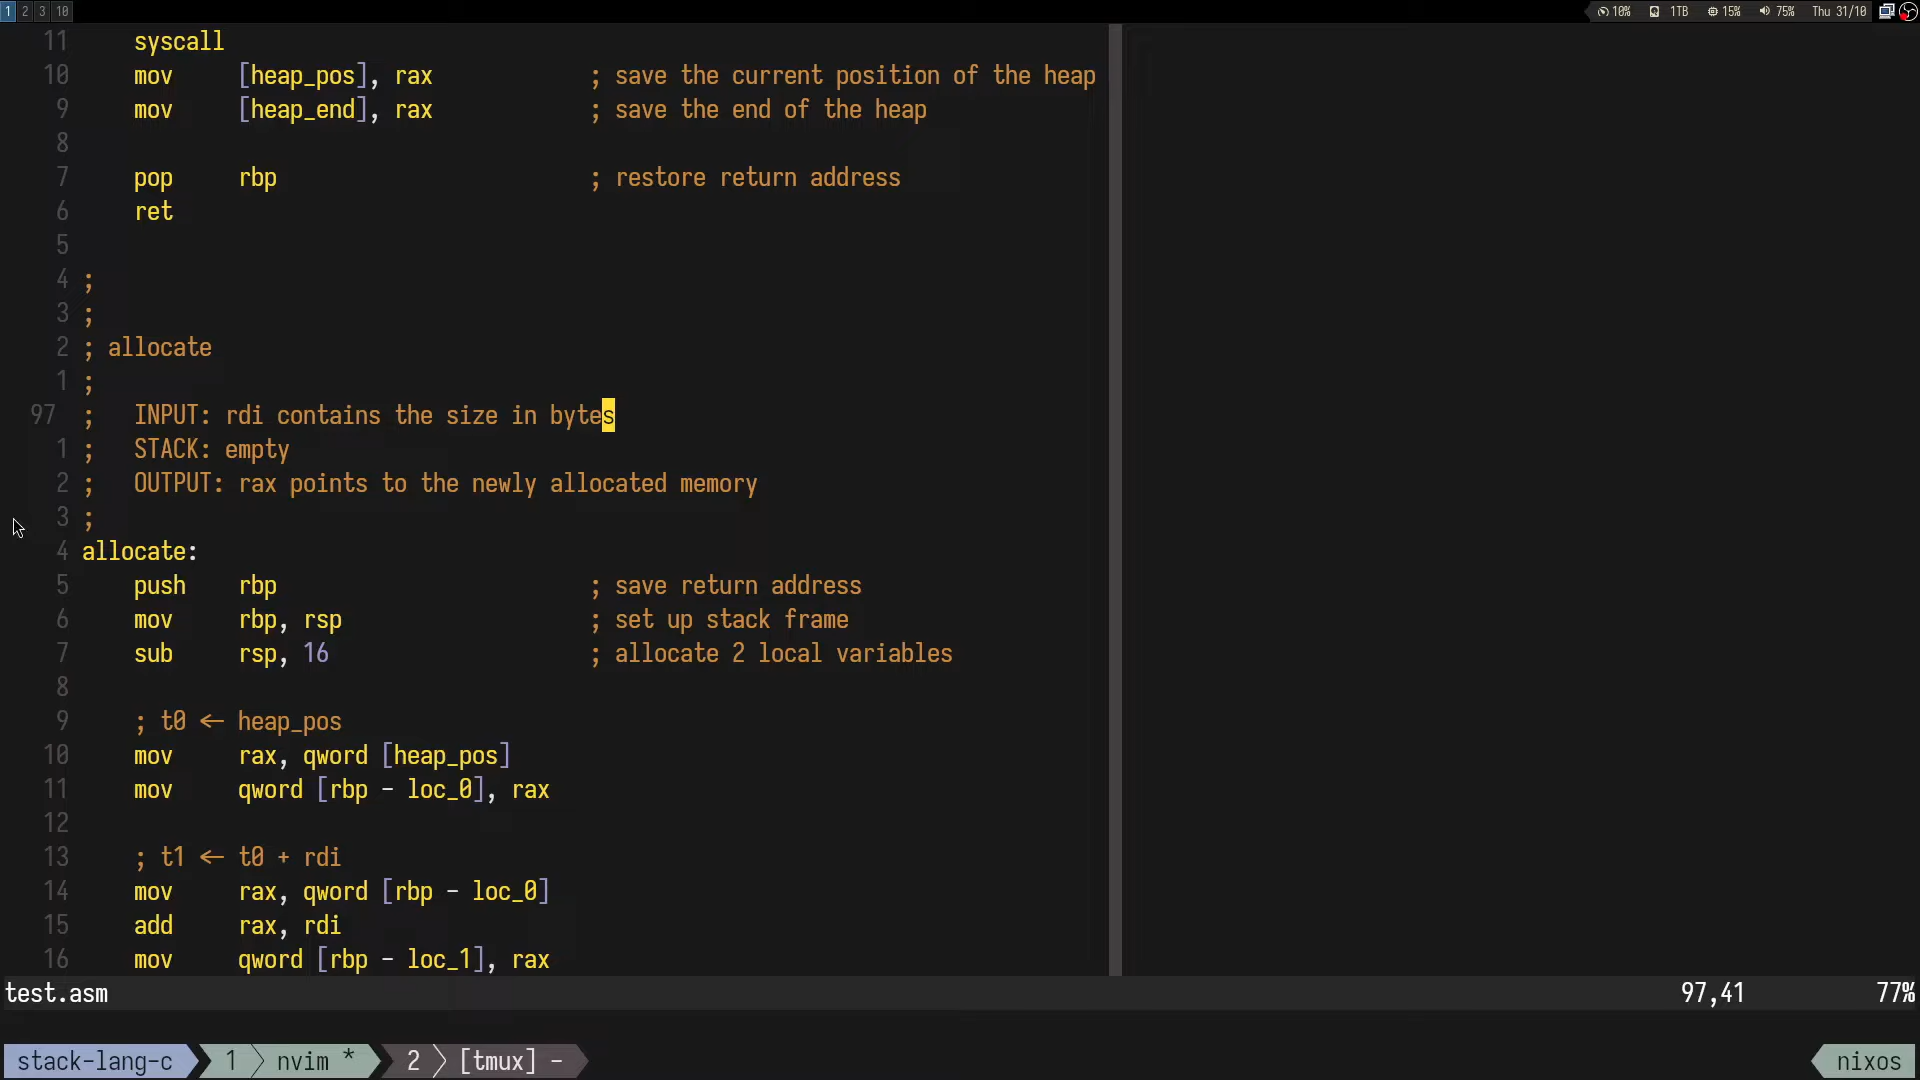 1 2 3 10 10% 1TB 15% 75% Thu 31/10
11 syscall
10 mov [heap_pos], rax ; save the current position of the heap
9 mov [heap_end], rax ; save the end of the heap
8
7 pop rbp ; restore return address
6 ret
5
4 ;
3 ;
2 ; allocate
1 ;
97 ; INPUT: rdi contains the size in bytes
1 ; STACK: empty
2 ; OUTPUT: rax points to the newly allocated memory
3 ;
4 allocate:
5 push rbp ; save return address
6 mov rbp, rsp ; set up stack frame
7 sub rsp, 16 ; allocate 2 local variables
8
9 ; t0 <- heap_pos
10 mov rax, qword [heap_pos]
11 mov qword [rbp - loc_0], rax
12
13 ; t1 <- t0 + rdi
14 mov rax, qword [rbp - loc_0]
15 add rax, rdi
16 mov qword [rbp - loc_1], rax
test.asm 97,41 77%
stack-lang-c 1 nvim * 2 [tmux] - nixos